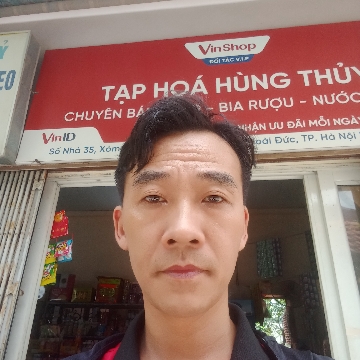 VinShop
ĐỐI TÁC V.I.P
TẠP HOÁ HÙNG THỦY
CHUYÊN BÁ - BIA RƯỢU - NƯỚC
NHẬN ƯU ĐÃI MỖI NGÀY
VinID
Số Nhà 35, Xóm Hoài Đức, TP. Hà Nội